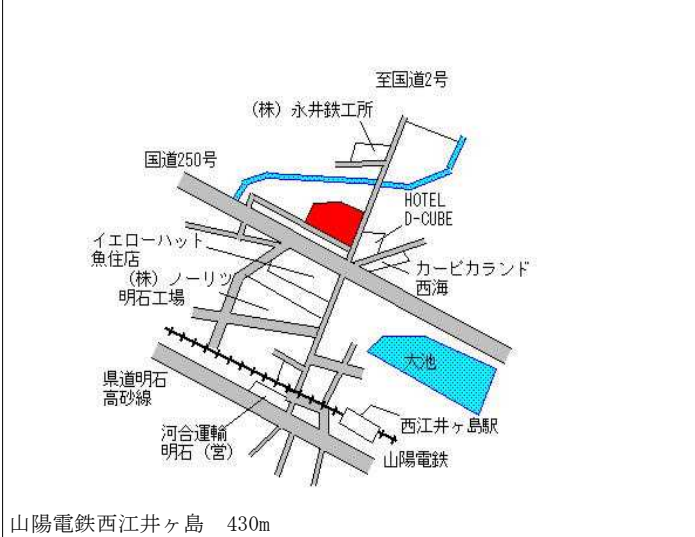 至国道2号
(株) 永井鉄工所
国道250号
HOTEL
D-CUBE
イエローハット
魚住店
カーピカランド
西海
(株) ノーリツ
明石工場
大池
県道明石
高砂線
西江井ヶ島駅
河合運輸
明石 (営)
山陽電鉄
山陽電鉄西江井ヶ島 430m